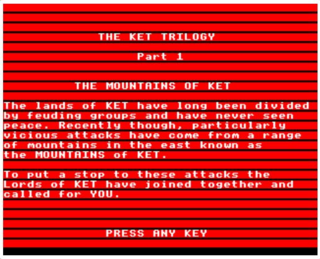 THE KET TRILOGY
Part 1
THE MOUNTAINS OF KET
The lands of KET have long been divided
by feuding groups and have never seen
peace. Recently though, particularly
vicious attacks have come from a range
of mountains in the east known as
the MOUNTAINS of KET.
To put a stop to these attacks the
Lords of KET have joined together and
called for YOU.
PRESS ANY KEY